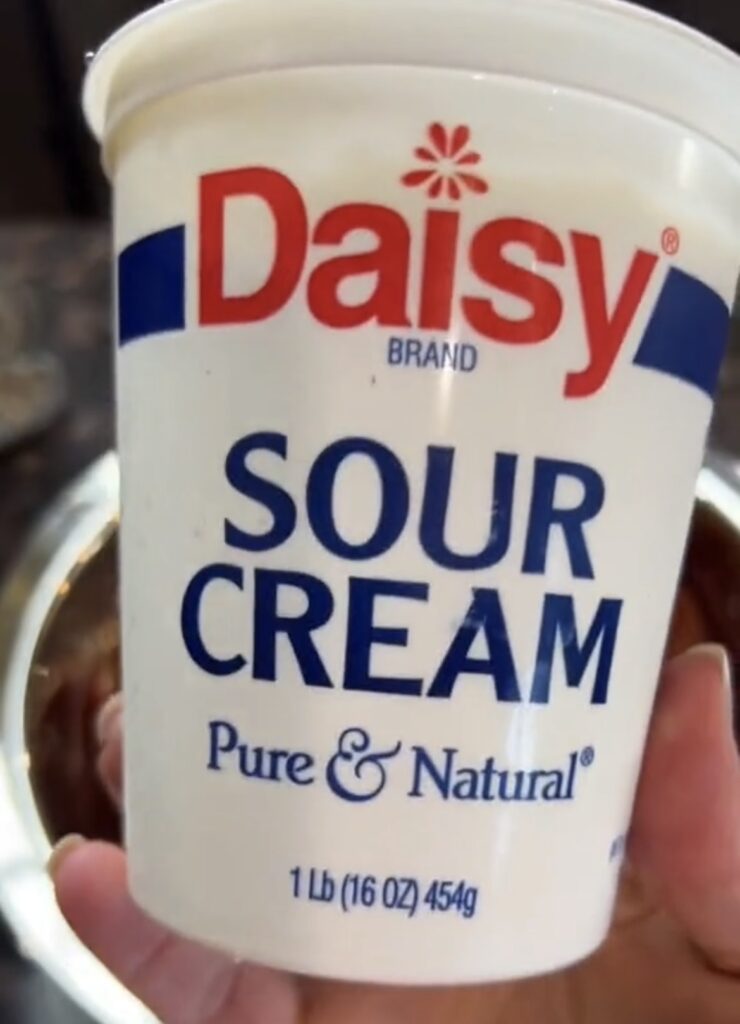 Daisy®
BRAND
SOUR
CREAM
Pure & Natural®
1 Lb (16 OZ) 454g